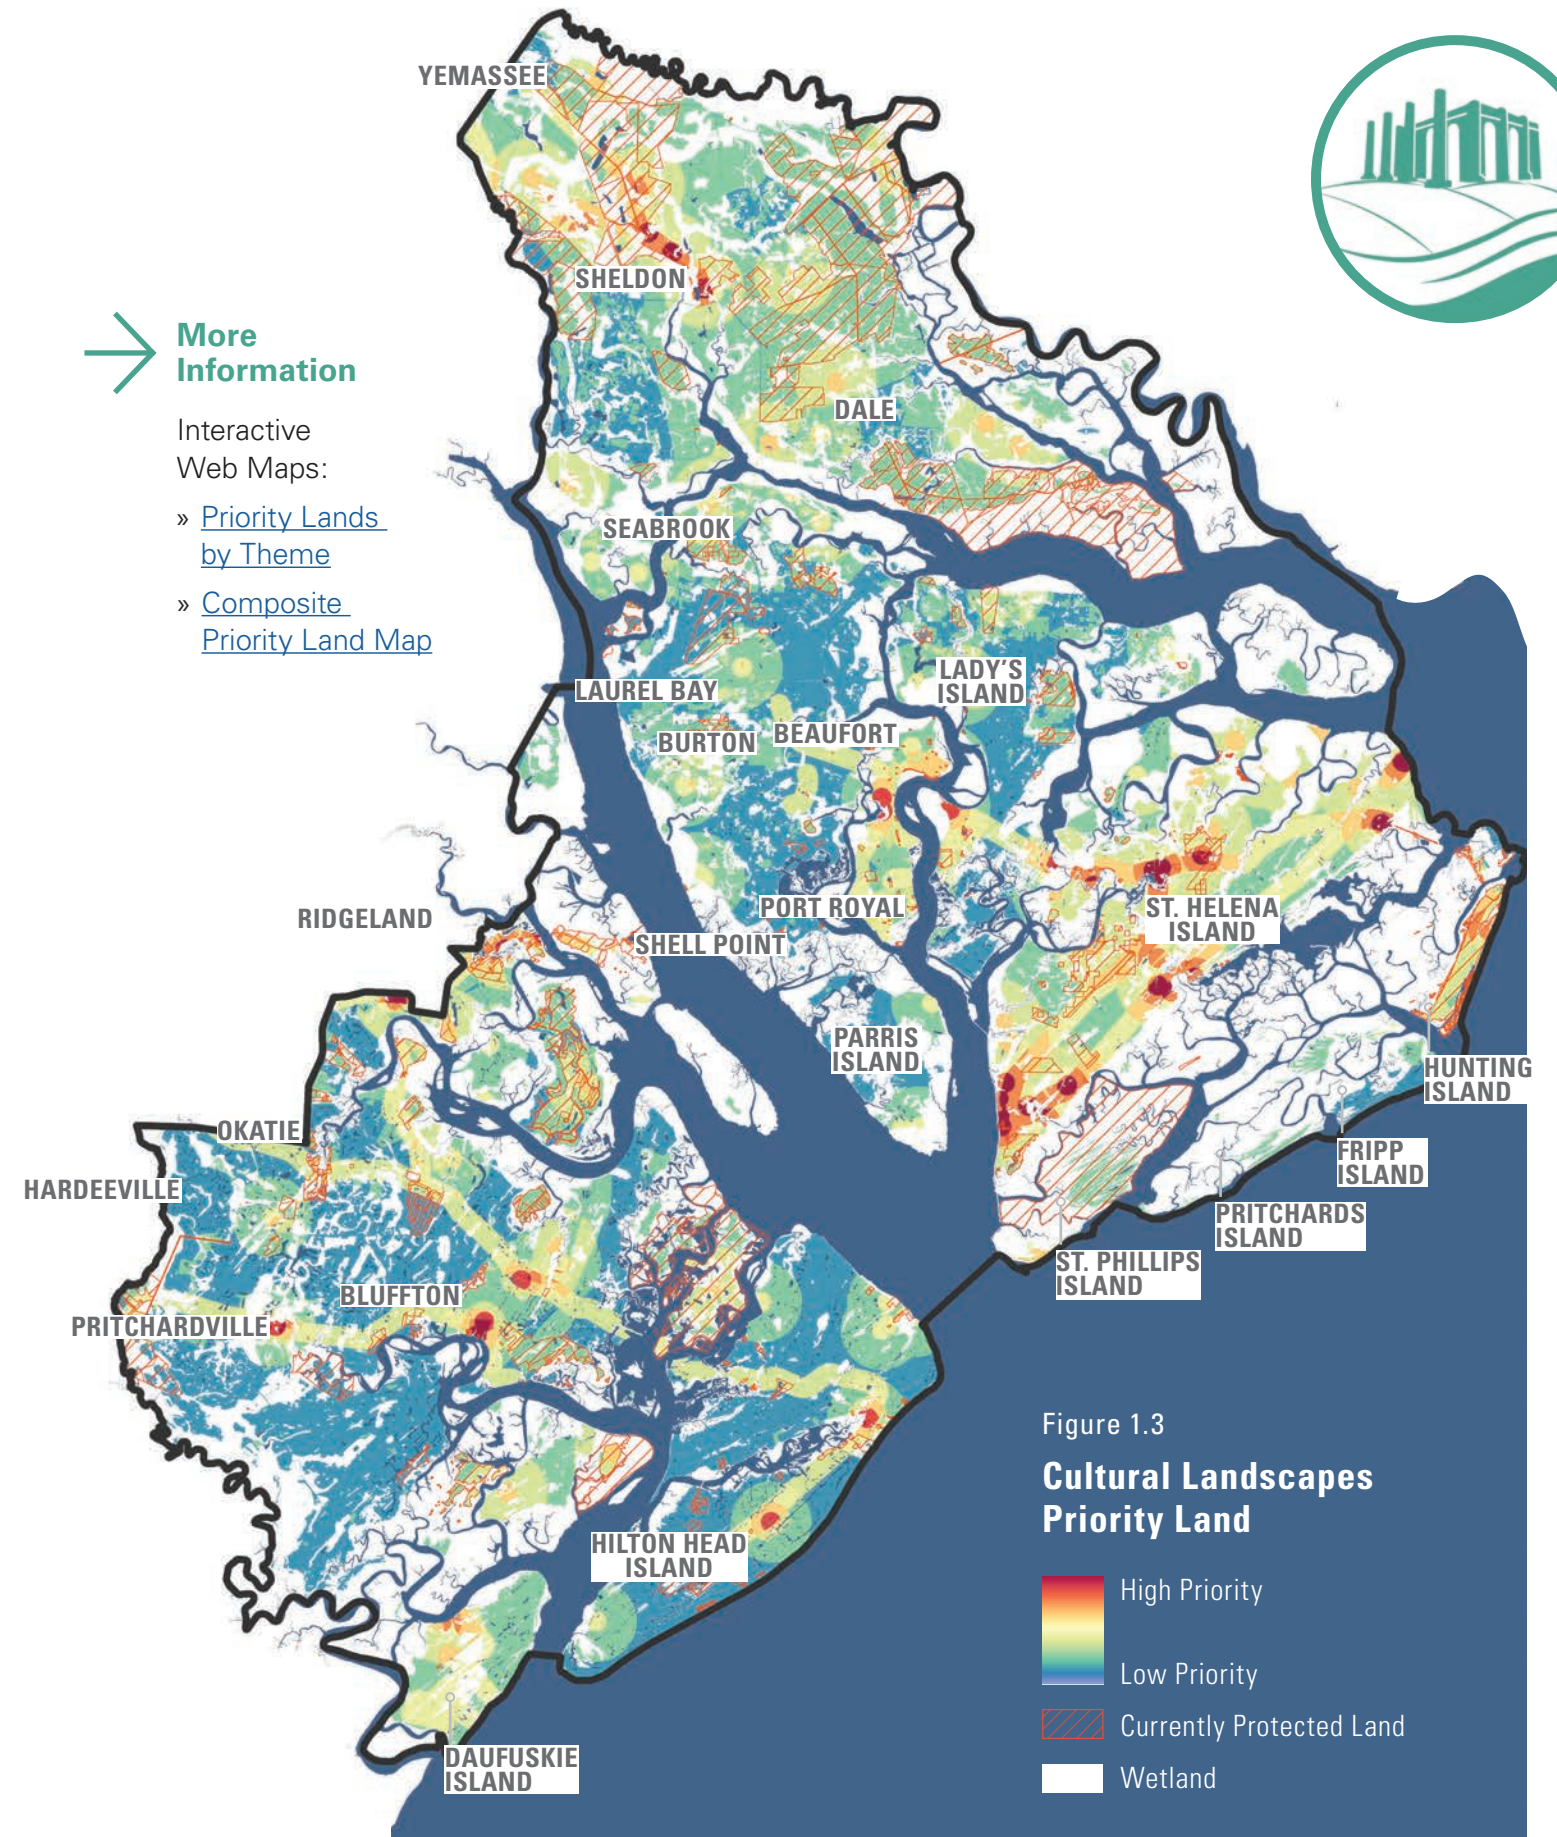 YEMASSEE
SHELDON
More
Information
Interactive
Web Maps:
» Priority Lands
by Theme
» Composite
Priority Land Map
DALE
SEABROOK
LADY'S
ISLAND
LAUREL BAY
BURTON
BEAUFORT
PORT ROYAL
ST. HELENA
ISLAND
RIDGELAND
SHELL POINT
PARRIS
ISLAND
HUNTING
ISLAND
OKATIE
FRIPP
ISLAND
HARDEEVILLE
PRITCHARDS
ISLAND
ST. PHILLIPS
ISLAND
BLUFFTON
PRITCHARDVILLE
HILTON HEAD
ISLAND
DAUFUSKIE
ISLAND
Figure 1.3
Cultural Landscapes
Priority Land
High Priority
Low Priority
Currently Protected Land
Wetland